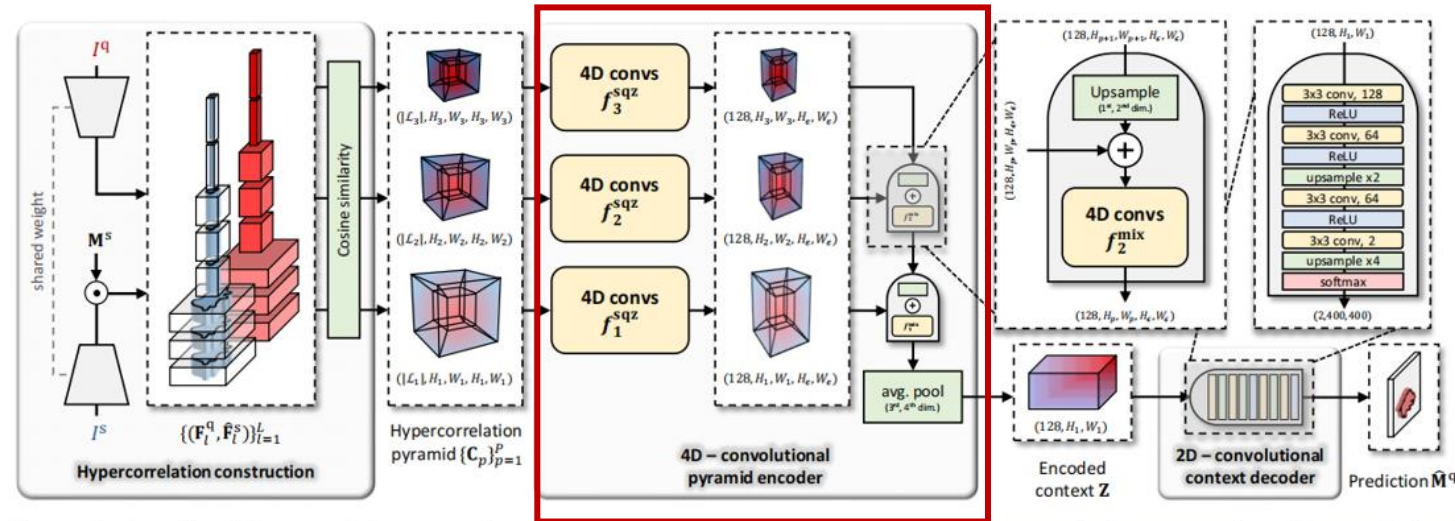 I^q
shared weight
M^s
I^s
{(F_l^q, F̂_l^s)}_{l=1}^L
Hypercorrelation construction
Cosine similarity
(|ℒ_3|, H_3, W_3, H_3, W_3)
(|ℒ_2|, H_2, W_2, H_2, W_2)
(|ℒ_1|, H_1, W_1, H_1, W_1)
Hypercorrelation
pyramid {C_p}_{p=1}^P
4D convs
f_3^sqz
4D convs
f_2^sqz
4D convs
f_1^sqz
(128, H_3, W_3, H_ϵ, W_ϵ)
(128, H_2, W_2, H_ϵ, W_ϵ)
(128, H_1, W_1, H_ϵ, W_ϵ)
+
f_2^mix
+
f_1^mix
avg. pool
(3rd, 4th dim.)
4D – convolutional
pyramid encoder
(128, H_{p+1}, W_{p+1}, H_ϵ, W_ϵ)
Upsample
(1st, 2nd dim.)
(128, H_p, W_p, H_ϵ, W_ϵ)
+
4D convs
f_2^mix
(128, H_p, W_p, H_ϵ, W_ϵ)
(128, H_1, W_1)
3x3 conv, 128
ReLU
3x3 conv, 64
ReLU
upsample x2
3x3 conv, 64
ReLU
3x3 conv, 2
upsample x4
softmax
(2,400,400)
(128, H_1, W_1)
Encoded
context Z
2D – convolutional
context decoder
Prediction M̂^q